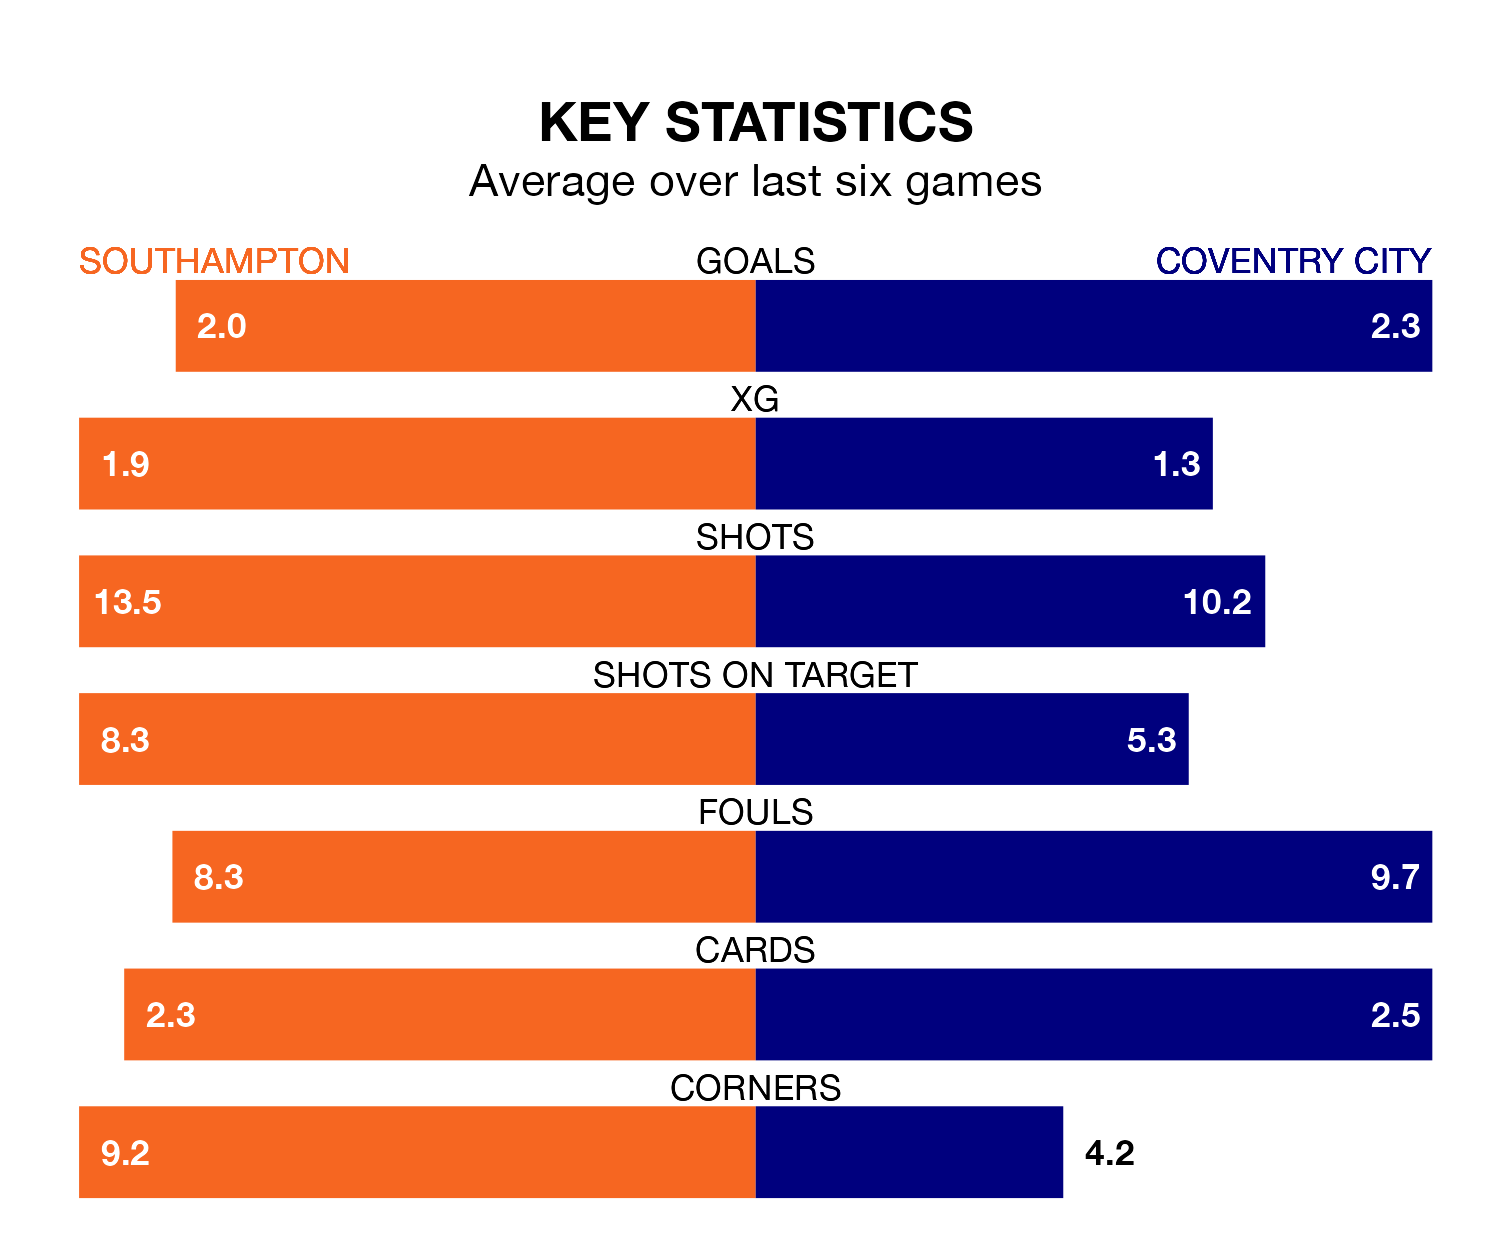 KEY STATISTICS
Average over last six games
SOUTHAMPTON GOALS COVENTRY CITY
2.0 2.3
XG
1.9 1.3
SHOTS
13.5 10.2
SHOTS ON TARGET
8.3 5.3
FOULS
8.3 9.7
CARDS
2.3 2.5
CORNERS
9.2 4.2